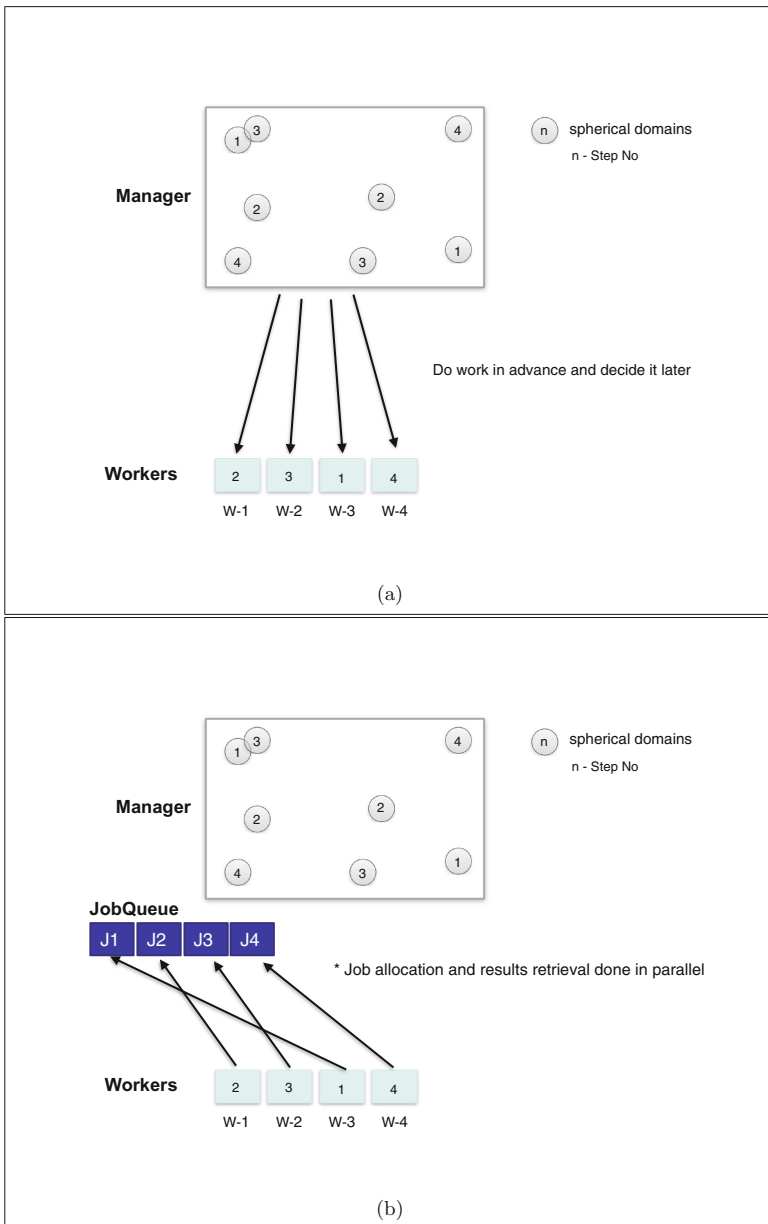 3
4
n
spherical domains
1
n - Step No
Manager
2
2
1
4
3
Do work in advance and decide it later
Workers
2
3
1
4
W-1
W-2
W-3
W-4
(a)
3
4
n
spherical domains
1
n - Step No
Manager
2
2
1
4
3
JobQueue
J1
J2
J3
J4
* Job allocation and results retrieval done in parallel
Workers
2
3
1
4
W-1
W-2
W-3
W-4
(b)